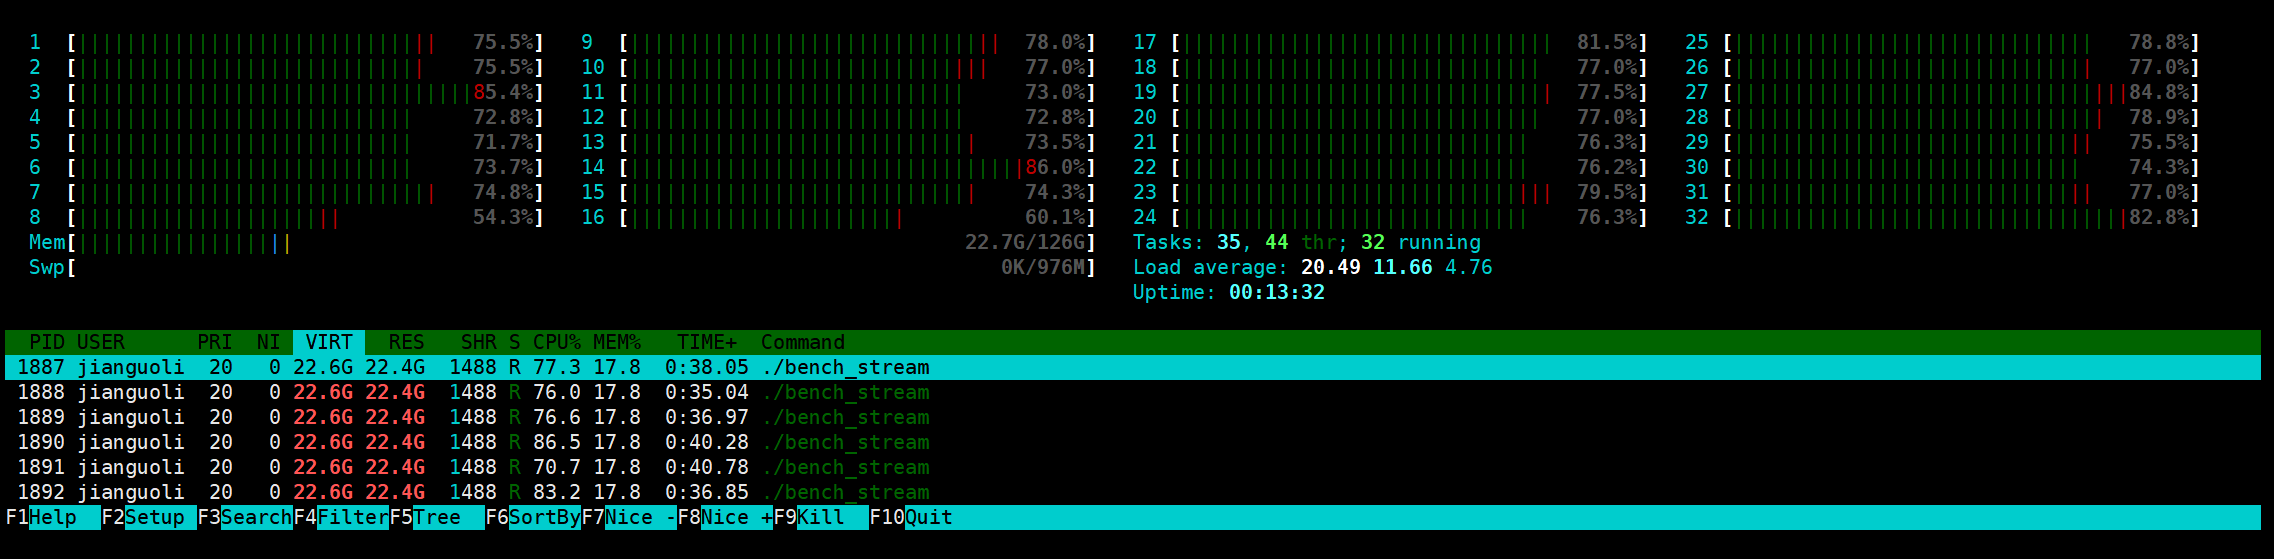 1 [||||||||||||||||||||||||||||||     75.5%] 9 [|||||||||||||||||||||||||||||||   78.0%] 17 [|||||||||||||||||||||||||||||||  81.5%] 25 [||||||||||||||||||||||||||||||   78.8%]
2 [|||||||||||||||||||||||||||||      75.5%] 10 [||||||||||||||||||||||||||||||   77.0%] 18 [||||||||||||||||||||||||||||||   77.0%] 26 [||||||||||||||||||||||||||||||   77.0%]
3 [|||||||||||||||||||||||||||||||||85.4%] 11 [||||||||||||||||||||||||||||      73.0%] 19 [|||||||||||||||||||||||||||||||  77.5%] 27 [|||||||||||||||||||||||||||||||||84.8%]
4 [||||||||||||||||||||||||||||       72.8%] 12 [|||||||||||||||||||||||||||      72.8%] 20 [||||||||||||||||||||||||||||||   77.0%] 28 [|||||||||||||||||||||||||||||||  78.9%]
5 [||||||||||||||||||||||||||||       71.7%] 13 [|||||||||||||||||||||||||||||    73.5%] 21 [|||||||||||||||||||||||||||||    76.3%] 29 [||||||||||||||||||||||||||||||   75.5%]
6 [||||||||||||||||||||||||||||       73.7%] 14 [|||||||||||||||||||||||||||||||||86.0%] 22 [|||||||||||||||||||||||||||||    76.2%] 30 [|||||||||||||||||||||||||||||    74.3%]
7 [||||||||||||||||||||||||||||||     74.8%] 15 [|||||||||||||||||||||||||||||    74.3%] 23 [|||||||||||||||||||||||||||||||  79.5%] 31 [||||||||||||||||||||||||||||||   77.0%]
8 [||||||||||||||||||||||             54.3%] 16 [|||||||||||||||||||||||          60.1%] 24 [|||||||||||||||||||||||||||||    76.3%] 32 [|||||||||||||||||||||||||||||||||82.8%]
Mem[||||||||||||||||||     22.7G/126G] Tasks: 35, 44 thr; 32 running
Swp[     0K/976M] Load average: 20.49 11.66 4.76
Uptime: 00:13:32
PID USER PRI NI VIRT RES SHR S CPU% MEM% TIME+ Command
1887 jianguoli 20 0 22.6G 22.4G 1488 R 77.3 17.8 0:38.05 ./bench_stream
1888 jianguoli 20 0 22.6G 22.4G 1488 R 76.0 17.8 0:35.04 ./bench_stream
1889 jianguoli 20 0 22.6G 22.4G 1488 R 76.6 17.8 0:36.97 ./bench_stream
1890 jianguoli 20 0 22.6G 22.4G 1488 R 86.5 17.8 0:40.28 ./bench_stream
1891 jianguoli 20 0 22.6G 22.4G 1488 R 70.7 17.8 0:40.78 ./bench_stream
1892 jianguoli 20 0 22.6G 22.4G 1488 R 83.2 17.8 0:36.85 ./bench_stream
F1Help F2Setup F3SearchF4FilterF5Tree F6SortByF7Nice -F8Nice +F9Kill F10Quit